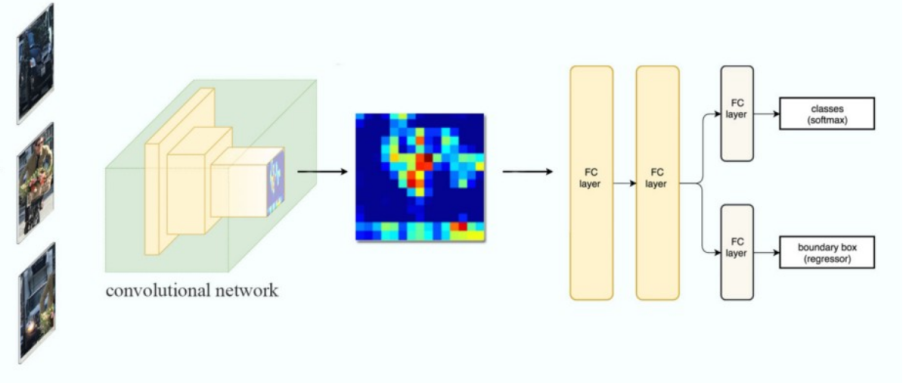 convolutional network
FC
layer
FC
layer
FC
layer
classes
(softmax)
FC
layer
boundary box
(regressor)